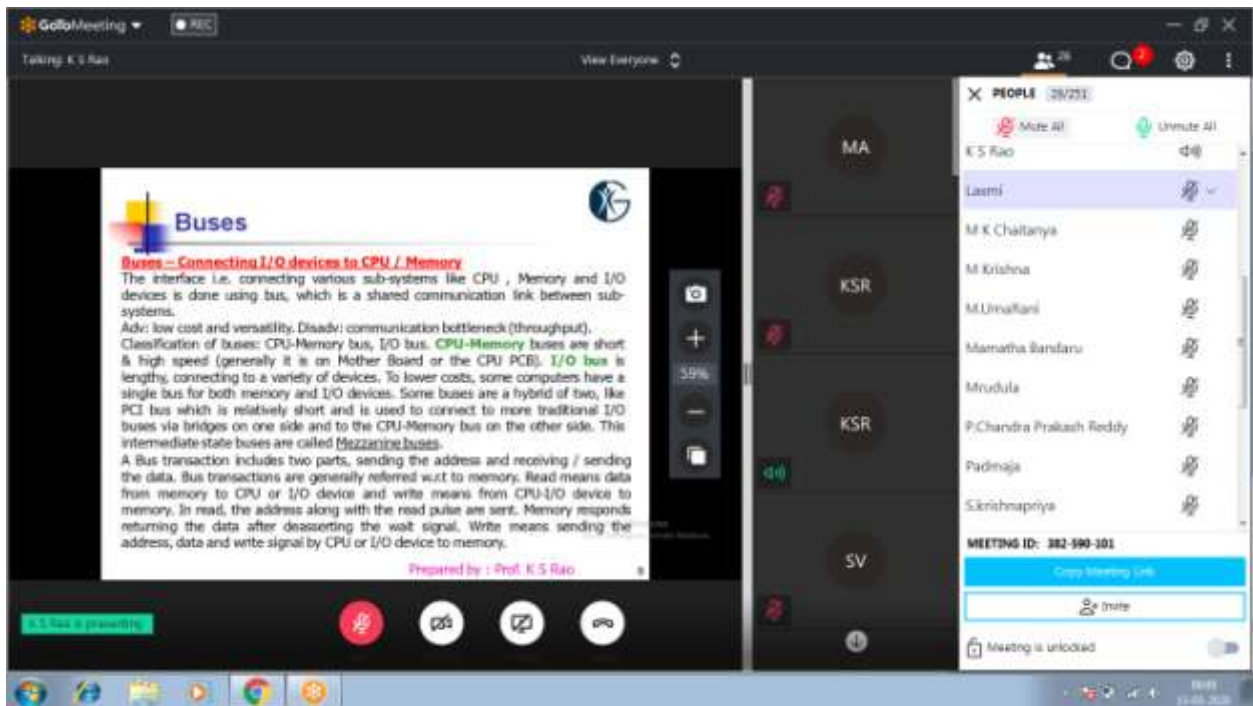 GoToMeeting
REC
Talking: K S Rao
View Everyone
26
2
PEOPLE 26/251
Mute All
Unmute All
K S Rao
Laxmi
M K Chaitanya
M Krishna
M.UmaRani
Mamatha Bandaru
Mrudula
P.Chandra Prakash Reddy
Padmaja
S.krishnapriya
MEETING ID: 382-590-101
Copy Meeting Link
Invite
Meeting is unlocked
MA
KSR
KSR
SV
59%
Buses
Buses – Connecting I/O devices to CPU / Memory
The interface i.e. connecting various sub-systems like CPU , Memory and I/O
devices is done using bus, which is a shared communication link between sub-
systems.
Adv: low cost and versatility. Disadv: communication bottleneck (throughput).
Classification of buses: CPU-Memory bus, I/O bus. CPU-Memory buses are short
& high speed (generally it is on Mother Board or the CPU PCB). I/O bus is
lengthy, connecting to a variety of devices. To lower costs, some computers have a
single bus for both memory and I/O devices. Some buses are a hybrid of two, like
PCI bus which is relatively short and is used to connect to more traditional I/O
buses via bridges on one side and to the CPU-Memory bus on the other side. This
intermediate state buses are called Mezzanine buses.
A Bus transaction includes two parts, sending the address and receiving / sending
the data. Bus transactions are generally referred w.r.t to memory. Read means data
from memory to CPU or I/O device and write means from CPU-I/O device to
memory. In read, the address along with the read pulse are sent. Memory responds
returning the data after deasserting the wait signal. Write means sending the
address, data and write signal by CPU or I/O device to memory.
Prepared by : Prof. K S Rao
8
K S Rao is presenting